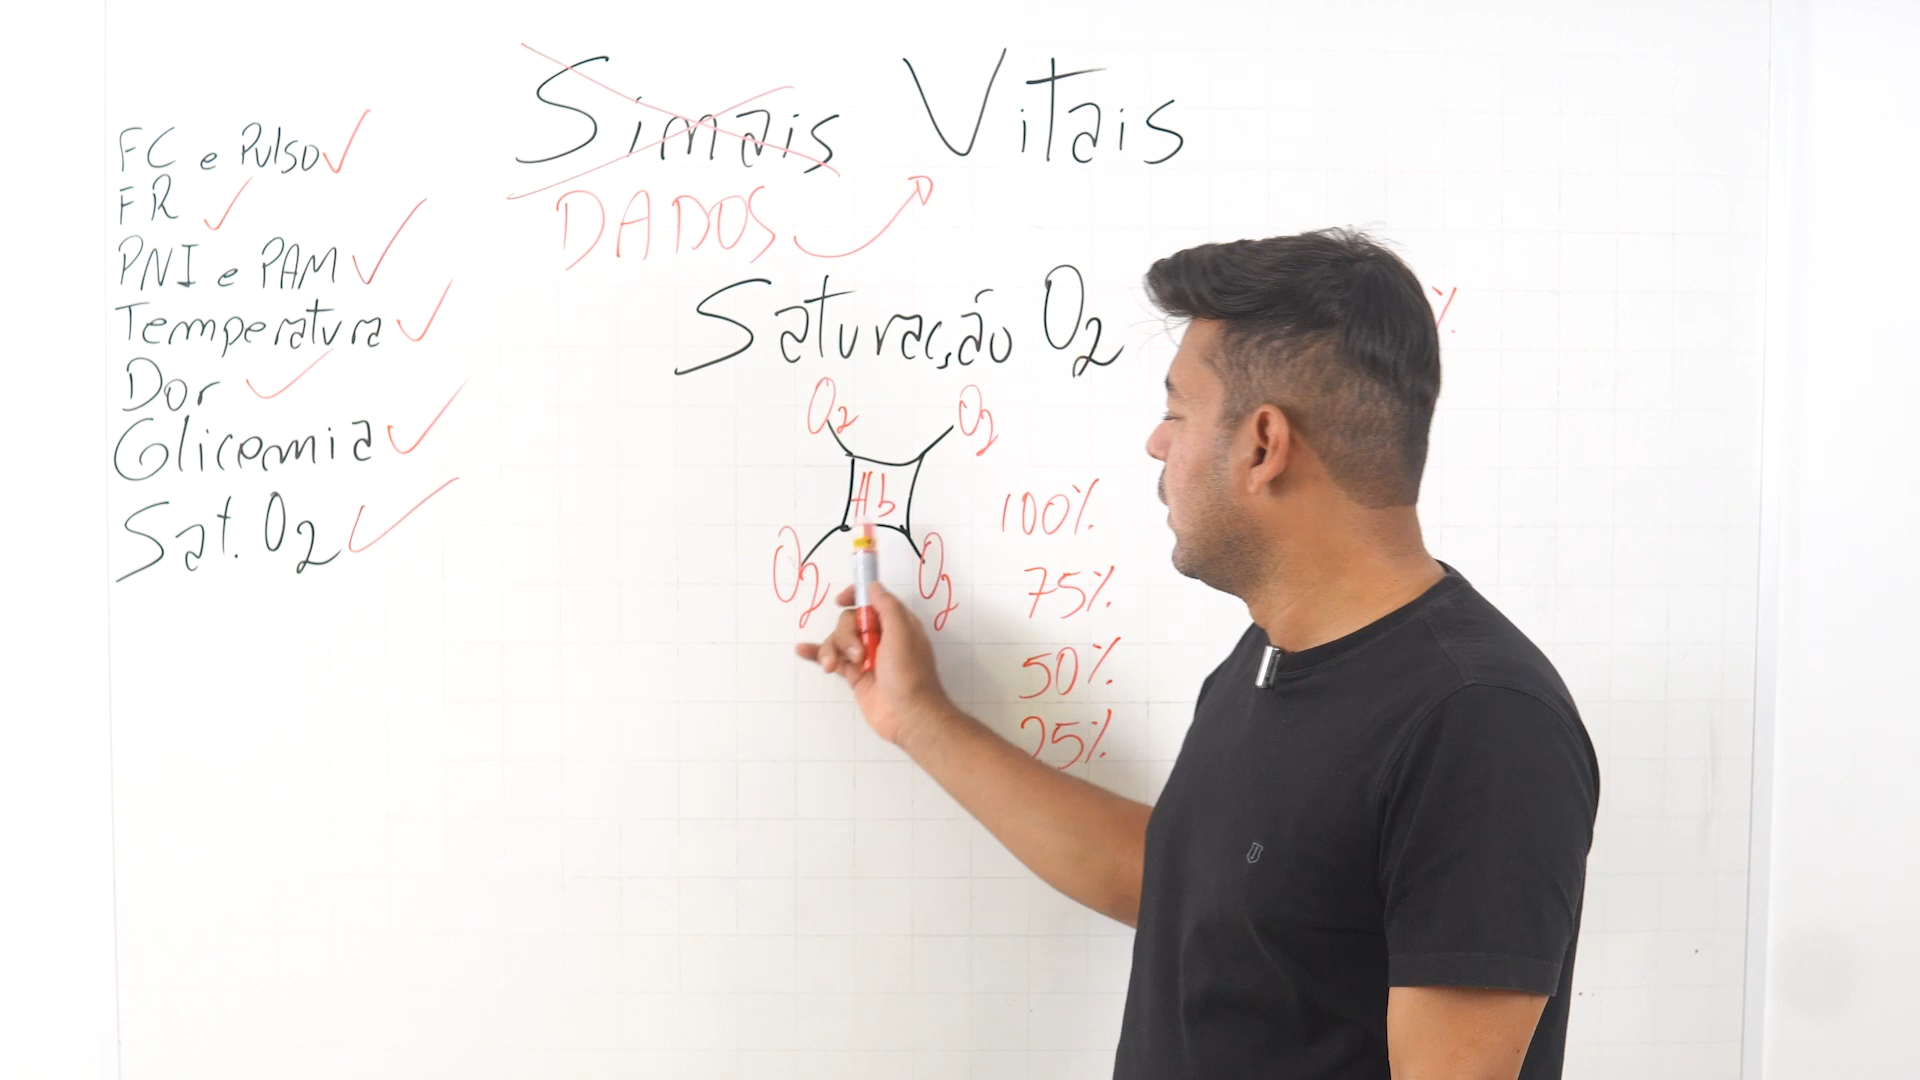 Sinais Vitais
DADOS
FC e Pulso
FR
PNI e PAM
Temperatura
Dor
Glicemia
Sat. O2
Saturação O2
%
O2 O2
Hb
O2 O2
100%
75%
50%
25%